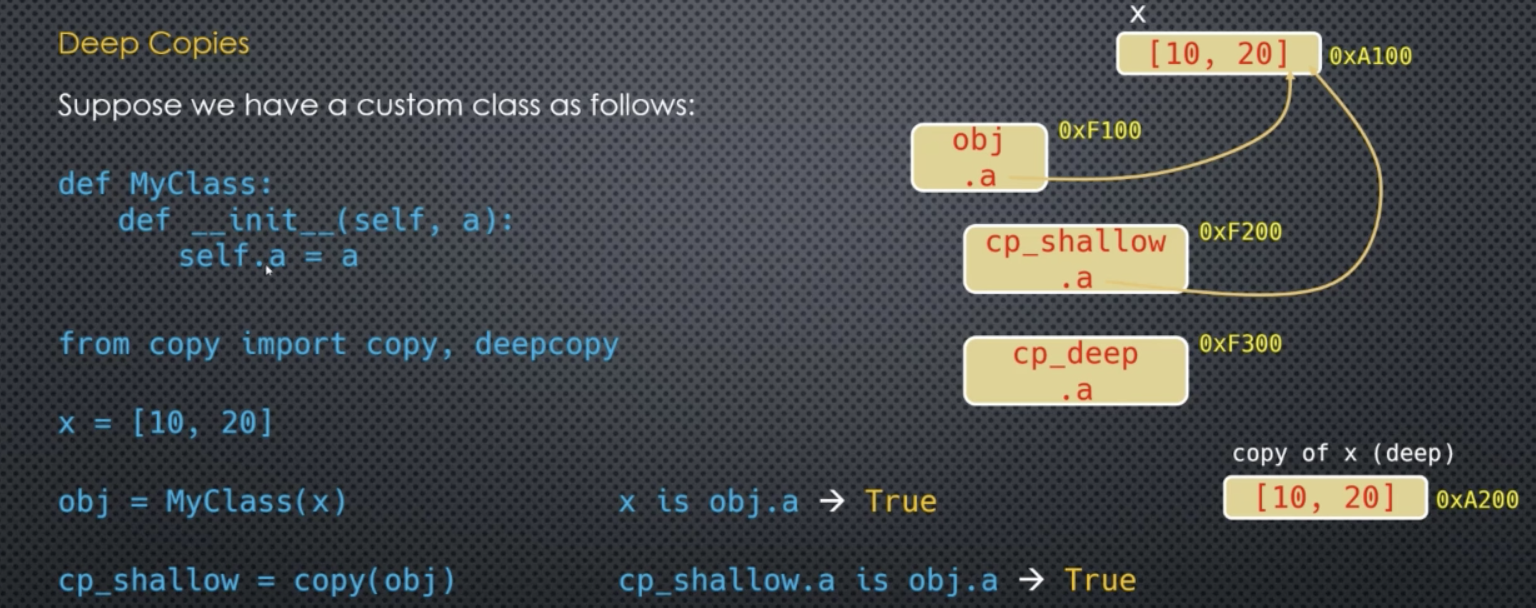 Deep Copies
Suppose we have a custom class as follows:
def MyClass:
def __init__(self, a):
self.a = a
from copy import copy, deepcopy
x = [10, 20]
obj = MyClass(x)
x is obj.a → True
cp_shallow = copy(obj)
cp_shallow.a is obj.a → True
x
[10, 20]
0xA100
obj
.a
0xF100
cp_shallow
.a
0xF200
cp_deep
.a
0xF300
copy of x (deep)
[10, 20]
0xA200